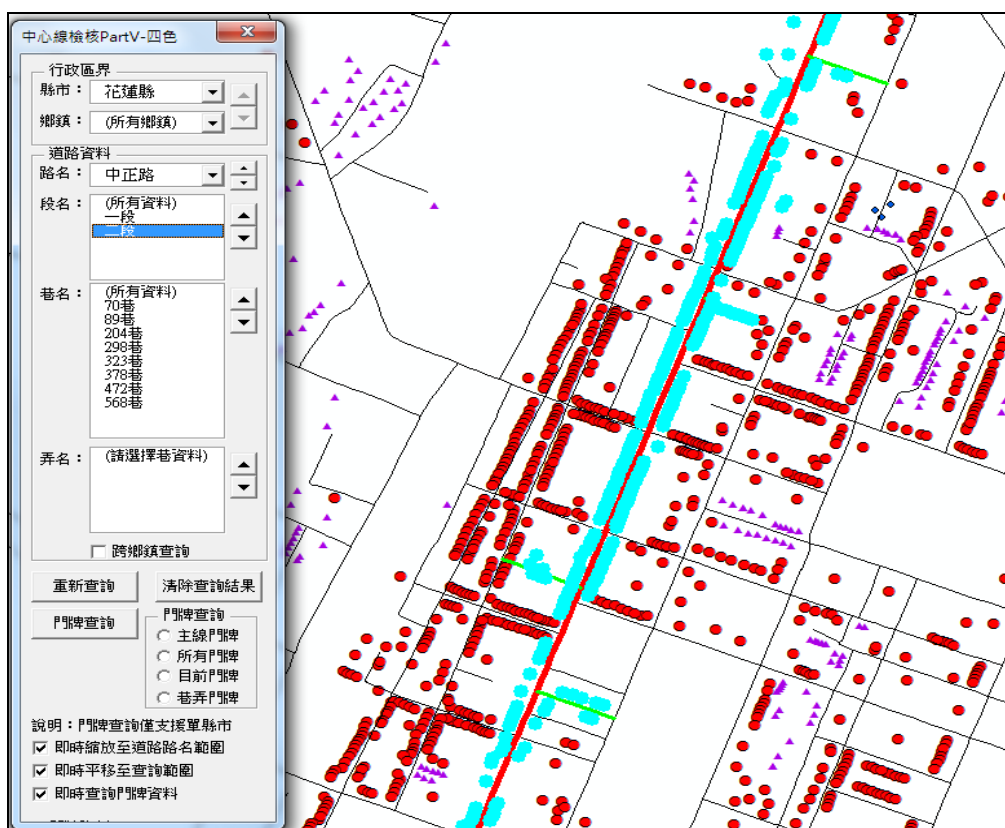 中心線檢核PartV-四色
行政區界
縣市： 花蓮縣
鄉鎮： (所有鄉鎮)
道路資料
路名： 中正路
段名： (所有資料)
一段
二段
巷名： (所有資料)
70巷
89巷
204巷
298巷
323巷
378巷
472巷
568巷
弄名： (請選擇巷資料)
跨鄉鎮查詢
重新查詢 清除查詢結果
門牌查詢 門牌查詢
主線門牌
所有門牌
目前門牌
巷弄門牌
說明：門牌查詢僅支援單縣市
即時縮放至道路路名範圍
即時平移至查詢範圍
即時查詢門牌資料